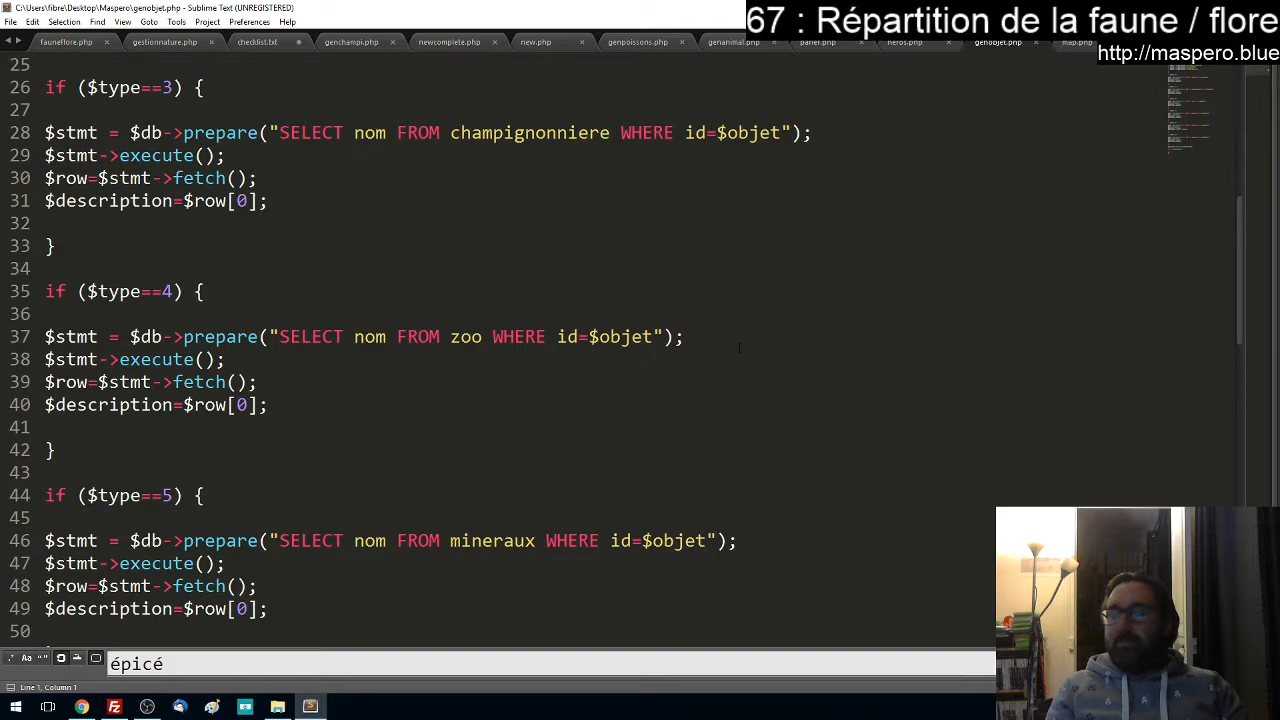 C:\Users\fibre\Desktop\Maspero\genobjet.php - Sublime Text (UNREGISTERED)
File Edit Selection Find View Goto Tools Project Preferences Help
67 : Répartition de la faune / flore
http://maspero.blue
fauneflore.php × gestionnature.php × checklist.txt genchampi.php × newcomplete.php × new.php × genpoissons.php × genanimal.php genobjet.php
25
26 if ($type==3) {
27
28 $stmt = $db->prepare("SELECT nom FROM champignonniere WHERE id=$objet");
29 $stmt->execute();
30 $row=$stmt->fetch();
31 $description=$row[0];
32
33 }
34
35 if ($type==4) {
36
37 $stmt = $db->prepare("SELECT nom FROM zoo WHERE id=$objet");
38 $stmt->execute();
39 $row=$stmt->fetch();
40 $description=$row[0];
41
42 }
43
44 if ($type==5) {
45
46 $stmt = $db->prepare("SELECT nom FROM mineraux WHERE id=$objet");
47 $stmt->execute();
48 $row=$stmt->fetch();
49 $description=$row[0];
50
.* Aa "" épicé
Line 1, Column 1